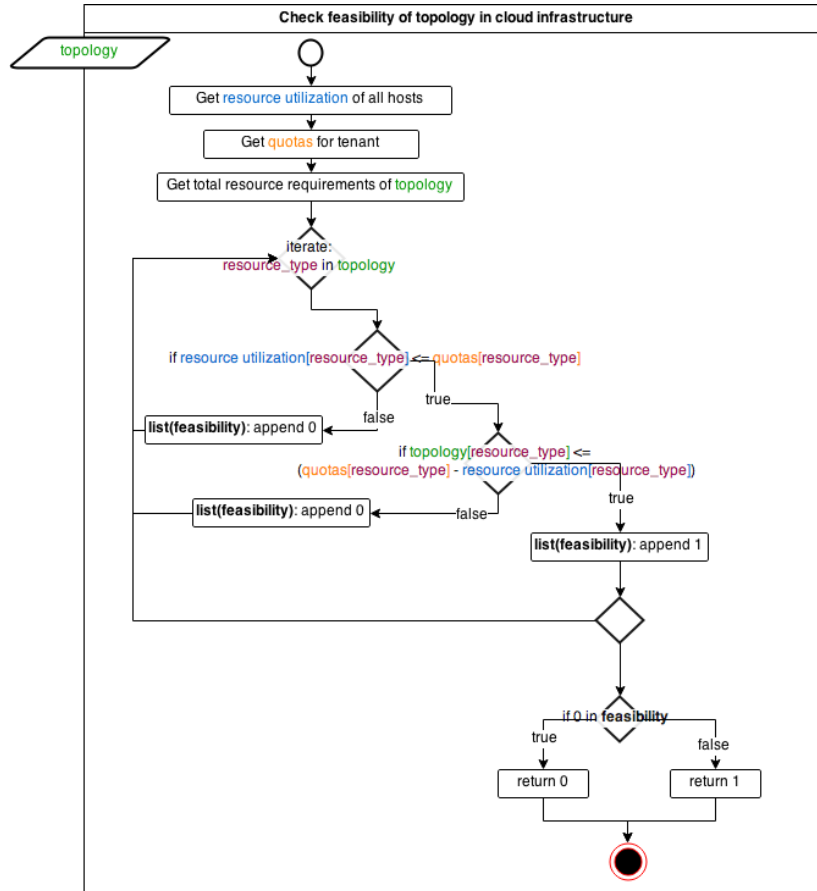 Check feasibility of topology in cloud infrastructure
topology
Get resource utilization of all hosts
Get quotas for tenant
Get total resource requirements of topology
iterate:
resource_type in topology
if resource utilization[resource_type] <= quotas[resource_type]
true
false
list(feasibility): append 0
if topology[resource_type] <=
(quotas[resource_type] - resource utilization[resource_type])
true
false
list(feasibility): append 0
list(feasibility): append 1
if 0 in feasibility
true
false
return 0
return 1